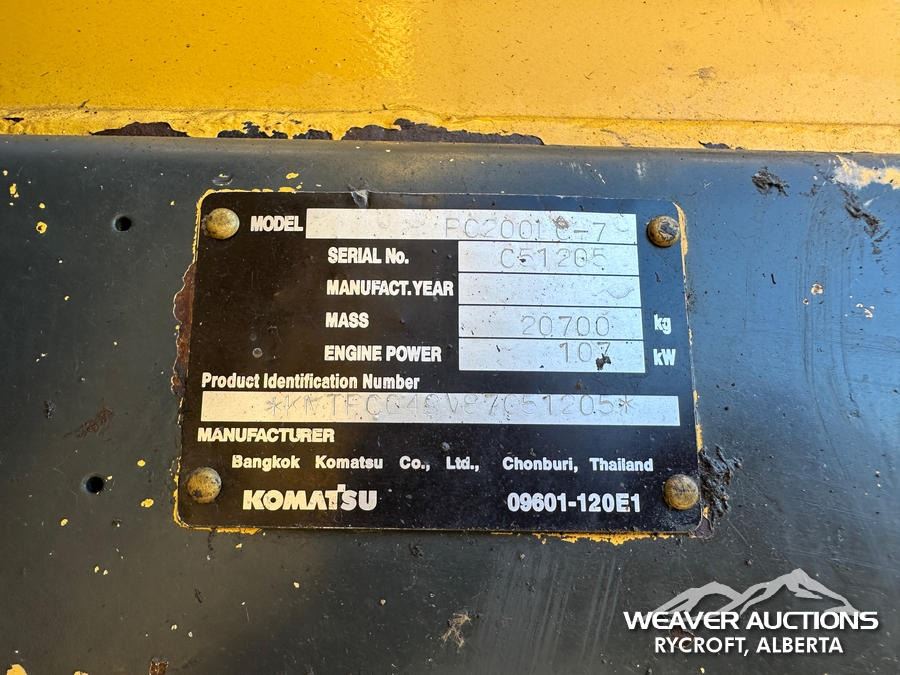 MODEL PC200LC-7
SERIAL No. C51205
MANUFACT.YEAR
MASS 20700 kg
ENGINE POWER 107 kW
Product Identification Number
MANUFACTURER
Bangkok Komatsu Co., Ltd., Chonburi, Thailand
KOMATSU 09601-120E1
WEAVER AUCTIONS
RYCROFT, ALBERTA